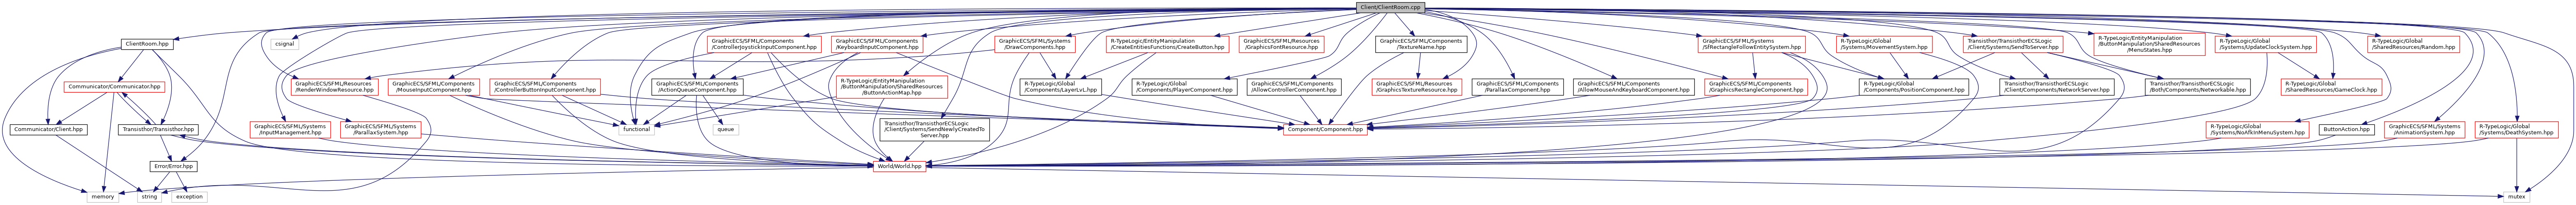 Client/ClientRoom.cpp
ClientRoom.hpp
csignal
GraphicECS/SFML/Components
/ControllerJoystickInputComponent.hpp
GraphicECS/SFML/Components
/KeyboardInputComponent.hpp
GraphicECS/SFML/Systems
/DrawComponents.hpp
R-TypeLogic/EntityManipulation
/CreateEntitiesFunctions/CreateButton.hpp
GraphicECS/SFML/Resources
/GraphicsFontResource.hpp
GraphicECS/SFML/Components
/TextureName.hpp
GraphicECS/SFML/Systems
/SfRectangleFollowEntitySystem.hpp
R-TypeLogic/Global
/Systems/MovementSystem.hpp
Transisthor/TransisthorECSLogic
/Client/Systems/SendToServer.hpp
R-TypeLogic/EntityManipulation
/ButtonManipulation/SharedResources
/MenuStates.hpp
R-TypeLogic/Global
/Systems/UpdateClockSystem.hpp
R-TypeLogic/Global
/SharedResources/Random.hpp
Communicator/Communicator.hpp
GraphicECS/SFML/Resources
/RenderWindowResource.hpp
GraphicECS/SFML/Components
/MouseInputComponent.hpp
GraphicECS/SFML/Components
/ControllerButtonInputComponent.hpp
GraphicECS/SFML/Components
/ActionQueueComponent.hpp
R-TypeLogic/EntityManipulation
/ButtonManipulation/SharedResources
/ButtonActionMap.hpp
R-TypeLogic/Global
/Components/LayerLvL.hpp
R-TypeLogic/Global
/Components/PlayerComponent.hpp
GraphicECS/SFML/Components
/AllowControllerComponent.hpp
GraphicECS/SFML/Resources
/GraphicsTextureResource.hpp
GraphicECS/SFML/Components
/ParallaxComponent.hpp
GraphicECS/SFML/Components
/AllowMouseAndKeyboardComponent.hpp
GraphicECS/SFML/Components
/GraphicsRectangleComponent.hpp
R-TypeLogic/Global
/Components/PositionComponent.hpp
Transisthor/TransisthorECSLogic
/Client/Components/NetworkServer.hpp
Transisthor/TransisthorECSLogic
/Both/Components/Networkable.hpp
R-TypeLogic/Global
/SharedResources/GameClock.hpp
Communicator/Client.hpp
Transisthor/Transisthor.hpp
GraphicECS/SFML/Systems
/InputManagement.hpp
GraphicECS/SFML/Systems
/ParallaxSystem.hpp
functional
queue
Transisthor/TransisthorECSLogic
/Client/Systems/SendNewlyCreatedTo
Server.hpp
Component/Component.hpp
R-TypeLogic/Global
/Systems/NoAfkInMenuSystem.hpp
ButtonAction.hpp
GraphicECS/SFML/Systems
/AnimationSystem.hpp
R-TypeLogic/Global
/Systems/DeathSystem.hpp
Error/Error.hpp
World/World.hpp
memory
string
exception
mutex